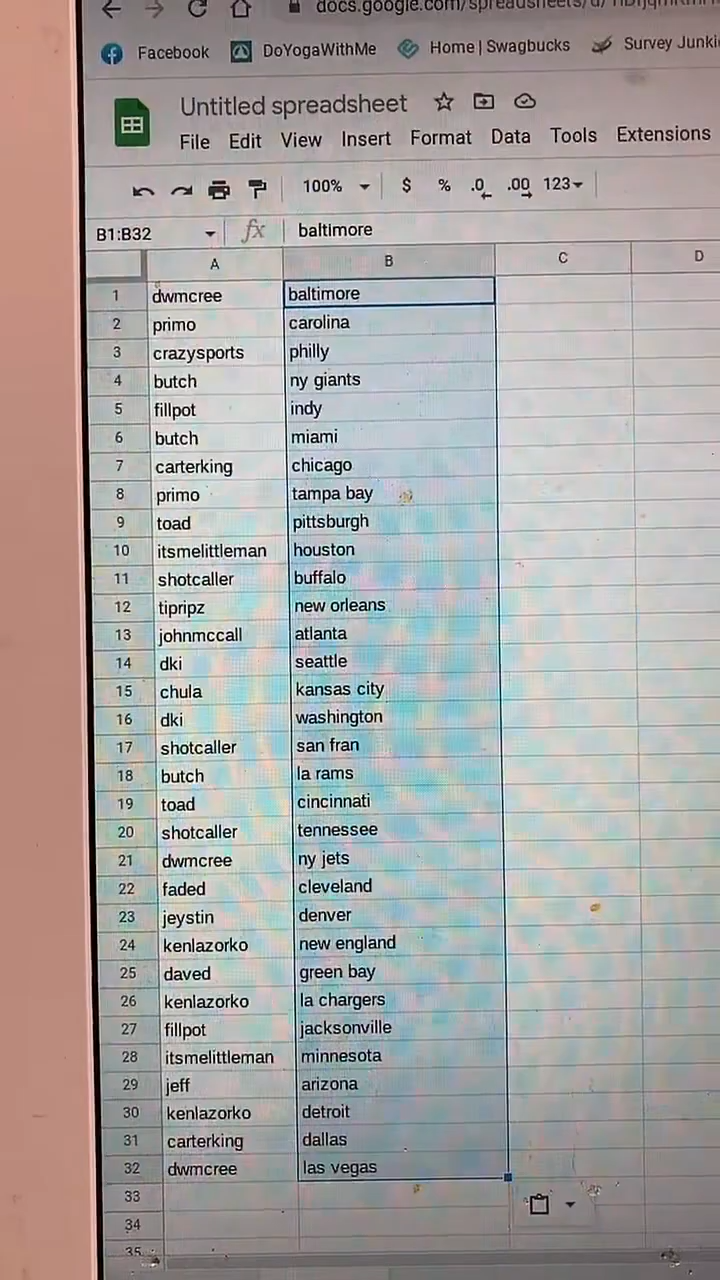 docs.google.com/spreadsheets/d/
Facebook DoYogaWithMe Home | Swagbucks Survey Junki
Untitled spreadsheet
File Edit View Insert Format Data Tools Extensions
100% $ % .0 .00 123
B1:B32 fx baltimore
A B C D
1 dwmcree baltimore
2 primo carolina
3 crazysports philly
4 butch ny giants
5 fillpot indy
6 butch miami
7 carterking chicago
8 primo tampa bay
9 toad pittsburgh
10 itsmelittleman houston
11 shotcaller buffalo
12 tipripz new orleans
13 johnmccall atlanta
14 dki seattle
15 chula kansas city
16 dki washington
17 shotcaller san fran
18 butch la rams
19 toad cincinnati
20 shotcaller tennessee
21 dwmcree ny jets
22 faded cleveland
23 jeystin denver
24 kenlazorko new england
25 daved green bay
26 kenlazorko la chargers
27 fillpot jacksonville
28 itsmelittleman minnesota
29 jeff arizona
30 kenlazorko detroit
31 carterking dallas
32 dwmcree las vegas
33
34
35